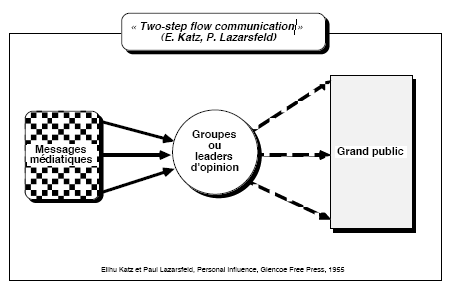 « Two-step flow communication »
(E. Katz, P. Lazarsfeld)
Messages
médiatiques
Groupes
ou
leaders
d'opinion
Grand public
Elihu Katz et Paul Lazarsfeld, Personal Influence, Glencoe Free Press, 1955